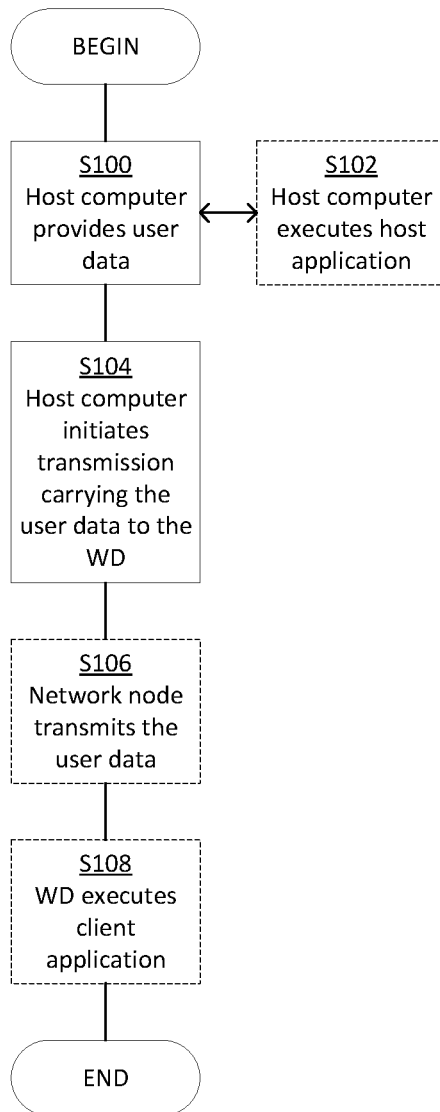 BEGIN
S100
Host computer
provides user
data
S102
Host computer
executes host
application
S104
Host computer
initiates
transmission
carrying the
user data to the
WD
S106
Network node
transmits the
user data
S108
WD executes
client
application
END